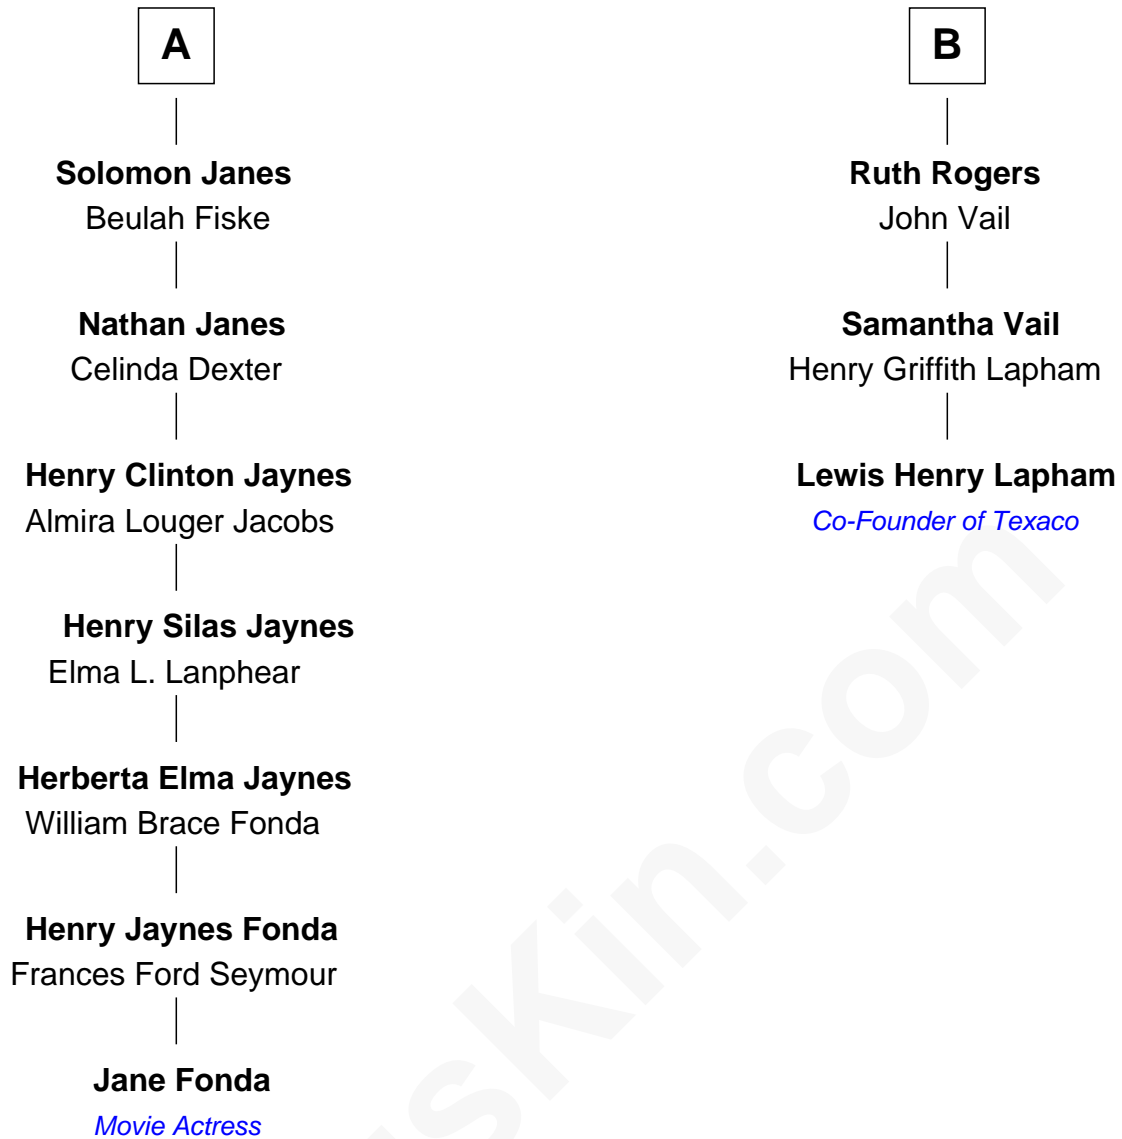 A
Solomon Janes
Beulah Fiske
Nathan Janes
Celinda Dexter
Henry Clinton Jaynes
Almira Louger Jacobs
Henry Silas Jaynes
Elma L. Lanphear
Herberta Elma Jaynes
William Brace Fonda
Henry Jaynes Fonda
Frances Ford Seymour
Jane Fonda
Movie Actress
B
Ruth Rogers
John Vail
Samantha Vail
Henry Griffith Lapham
Lewis Henry Lapham
Co-Founder of Texaco
sKin.com